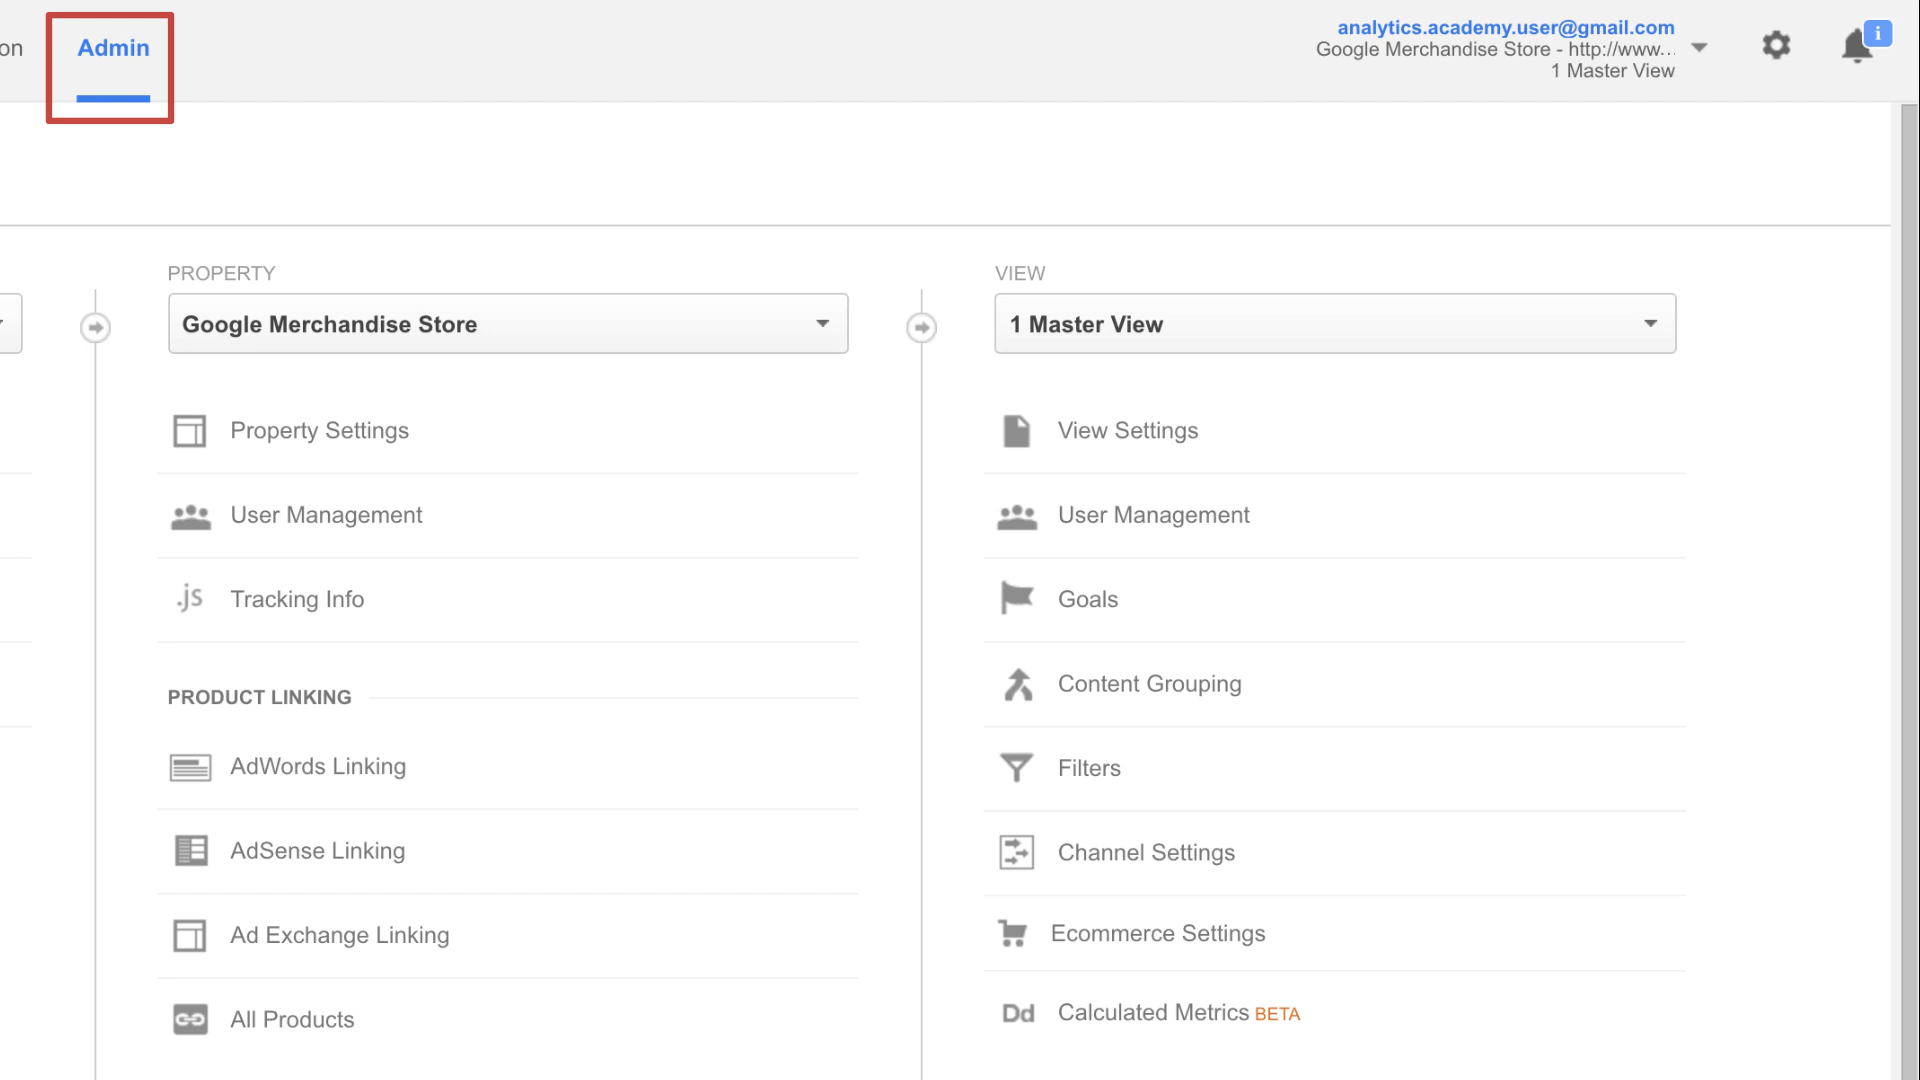 on
Admin
analytics.academy.user@gmail.com
Google Merchandise Store - http://www...
1 Master View
i
PROPERTY
Google Merchandise Store
Property Settings
User Management
.js Tracking Info
PRODUCT LINKING
AdWords Linking
AdSense Linking
Ad Exchange Linking
All Products
VIEW
1 Master View
View Settings
User Management
Goals
Content Grouping
Filters
Channel Settings
Ecommerce Settings
Dd Calculated Metrics BETA